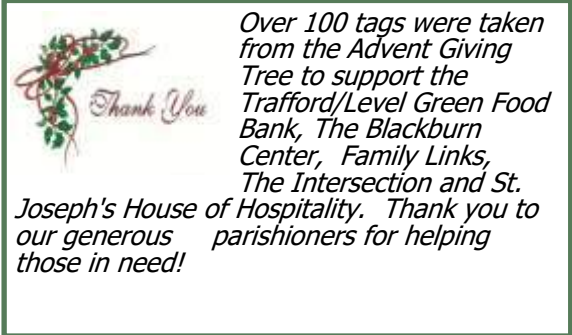 Thank You
Over 100 tags were taken
from the Advent Giving
Tree to support the
Trafford/Level Green Food
Bank, The Blackburn
Center,  Family Links,
The Intersection and St.
Joseph's House of Hospitality.  Thank you to
our generous     parishioners for helping
those in need!